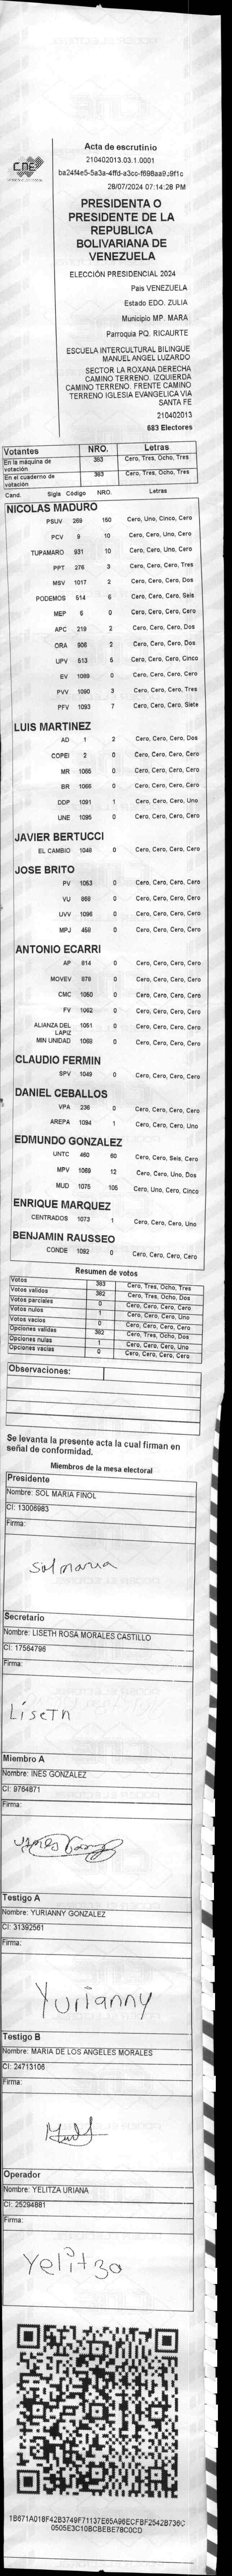 CNE
Acta de escrutinio
210402013.03.1.0001
28/07/2024 07:14:28 PM
PRESIDENTA O
PRESIDENTE DE LA
REPUBLICA
BOLIVARIANA DE
VENEZUELA
ELECCIÓN PRESIDENCIAL 2024
País VENEZUELA
Estado EDO. ZULIA
Municipio MP. MARA
Parroquia PQ. RICAURTE
ESCUELA INTERCULTURAL BILINGUE
MANUEL ANGEL LUZARDO
SECTOR LA ROXANA DERECHA
CAMINO TERRENO. IZQUIERDA
CAMINO TERRENO. FRENTE CAMINO
TERRENO IGLESIA EVANGELICA VIA
SANTA FE
210402013
683 Electores
Votantes NRO. Letras
En la máquina de votación 383 Cero, Tres, Ocho, Tres
En el cuaderno de votación 383 Cero, Tres, Ocho, Tres
Cand. Sigla Código NRO. Letras
NICOLAS MADURO
PSUV 269 150 Cero, Uno, Cinco, Cero
PCV 9 10 Cero, Cero, Uno, Cero
TUPAMARO 931 10 Cero, Cero, Uno, Cero
PPT 276 3 Cero, Cero, Cero, Tres
MSV 1017 2 Cero, Cero, Cero, Dos
PODEMOS 514 6 Cero, Cero, Cero, Seis
MEP 6 0 Cero, Cero, Cero, Cero
APC 219 2 Cero, Cero, Cero, Dos
ORA 906 2 Cero, Cero, Cero, Dos
UPV 513 5 Cero, Cero, Cero, Cinco
EV 1089 0 Cero, Cero, Cero, Cero
PVV 1090 3 Cero, Cero, Cero, Tres
PFV 1093 7 Cero, Cero, Cero, Siete
LUIS MARTINEZ
AD 1 2 Cero, Cero, Cero, Dos
COPEI 2 0 Cero, Cero, Cero, Cero
MR 1065 0 Cero, Cero, Cero, Cero
BR 1066 0 Cero, Cero, Cero, Cero
DDP 1091 1 Cero, Cero, Cero, Uno
UNE 1095 0 Cero, Cero, Cero, Cero
JAVIER BERTUCCI
EL CAMBIO 1048 0 Cero, Cero, Cero, Cero
JOSE BRITO
PV 1053 0 Cero, Cero, Cero, Cero
VU 989 0 Cero, Cero, Cero, Cero
UVV 1096 0 Cero, Cero, Cero, Cero
MPJ 458 0 Cero, Cero, Cero, Cero
ANTONIO ECARRI
AP 814 0 Cero, Cero, Cero, Cero
MOVEV 878 0 Cero, Cero, Cero, Cero
CMC 1050 0 Cero, Cero, Cero, Cero
FV 1052 0 Cero, Cero, Cero, Cero
ALIANZA DEL LAPIZ 1051 0 Cero, Cero, Cero, Cero
MIN UNIDAD 1068 0 Cero, Cero, Cero, Cero
CLAUDIO FERMIN
SPV 1049 0 Cero, Cero, Cero, Cero
DANIEL CEBALLOS
VPA 236 0 Cero, Cero, Cero, Cero
AREPA 1094 1 Cero, Cero, Cero, Uno
EDMUNDO GONZALEZ
UNTC 460 60 Cero, Cero, Seis, Cero
MPV 1069 12 Cero, Cero, Uno, Dos
MUD 1075 105 Cero, Uno, Cero, Cinco
ENRIQUE MARQUEZ
CENTRADOS 1073 1 Cero, Cero, Cero, Uno
BENJAMIN RAUSSEO
CONDE 1092 0 Cero, Cero, Cero, Cero
Resumen de votos
Votos 383 Cero, Tres, Ocho, Tres
Votos validos 382 Cero, Tres, Ocho, Dos
Votos parciales 0 Cero, Cero, Cero, Cero
Votos nulos 1 Cero, Cero, Cero, Uno
Votos vacios 0 Cero, Cero, Cero, Cero
Opciones validas 382 Cero, Tres, Ocho, Dos
Opciones nulas 1 Cero, Cero, Cero, Uno
Opciones vacias 0 Cero, Cero, Cero, Cero
Observaciones:
Se levanta la presente acta la cual firman en
señal de conformidad.
Miembros de la mesa electoral
Presidente
Nombre: SOL MARIA FINOL
CI: 13006983
Firma:
Sol maria
Secretario
Nombre: LISETH ROSA MORALES CASTILLO
CI: 17564796
Firma:
LiseTh
Miembro A
Nombre: INES GONZALEZ
CI: 9764871
Firma:
Testigo A
Nombre: YURIANNY GONZALEZ
CI: 31392561
Firma:
Yurianny
Testigo B
Nombre: MARIA DE LOS ANGELES MORALES
CI: 24713106
Firma:
Operador
Nombre: YELITZA URIANA
CI: 25294881
Firma:
Yelitza